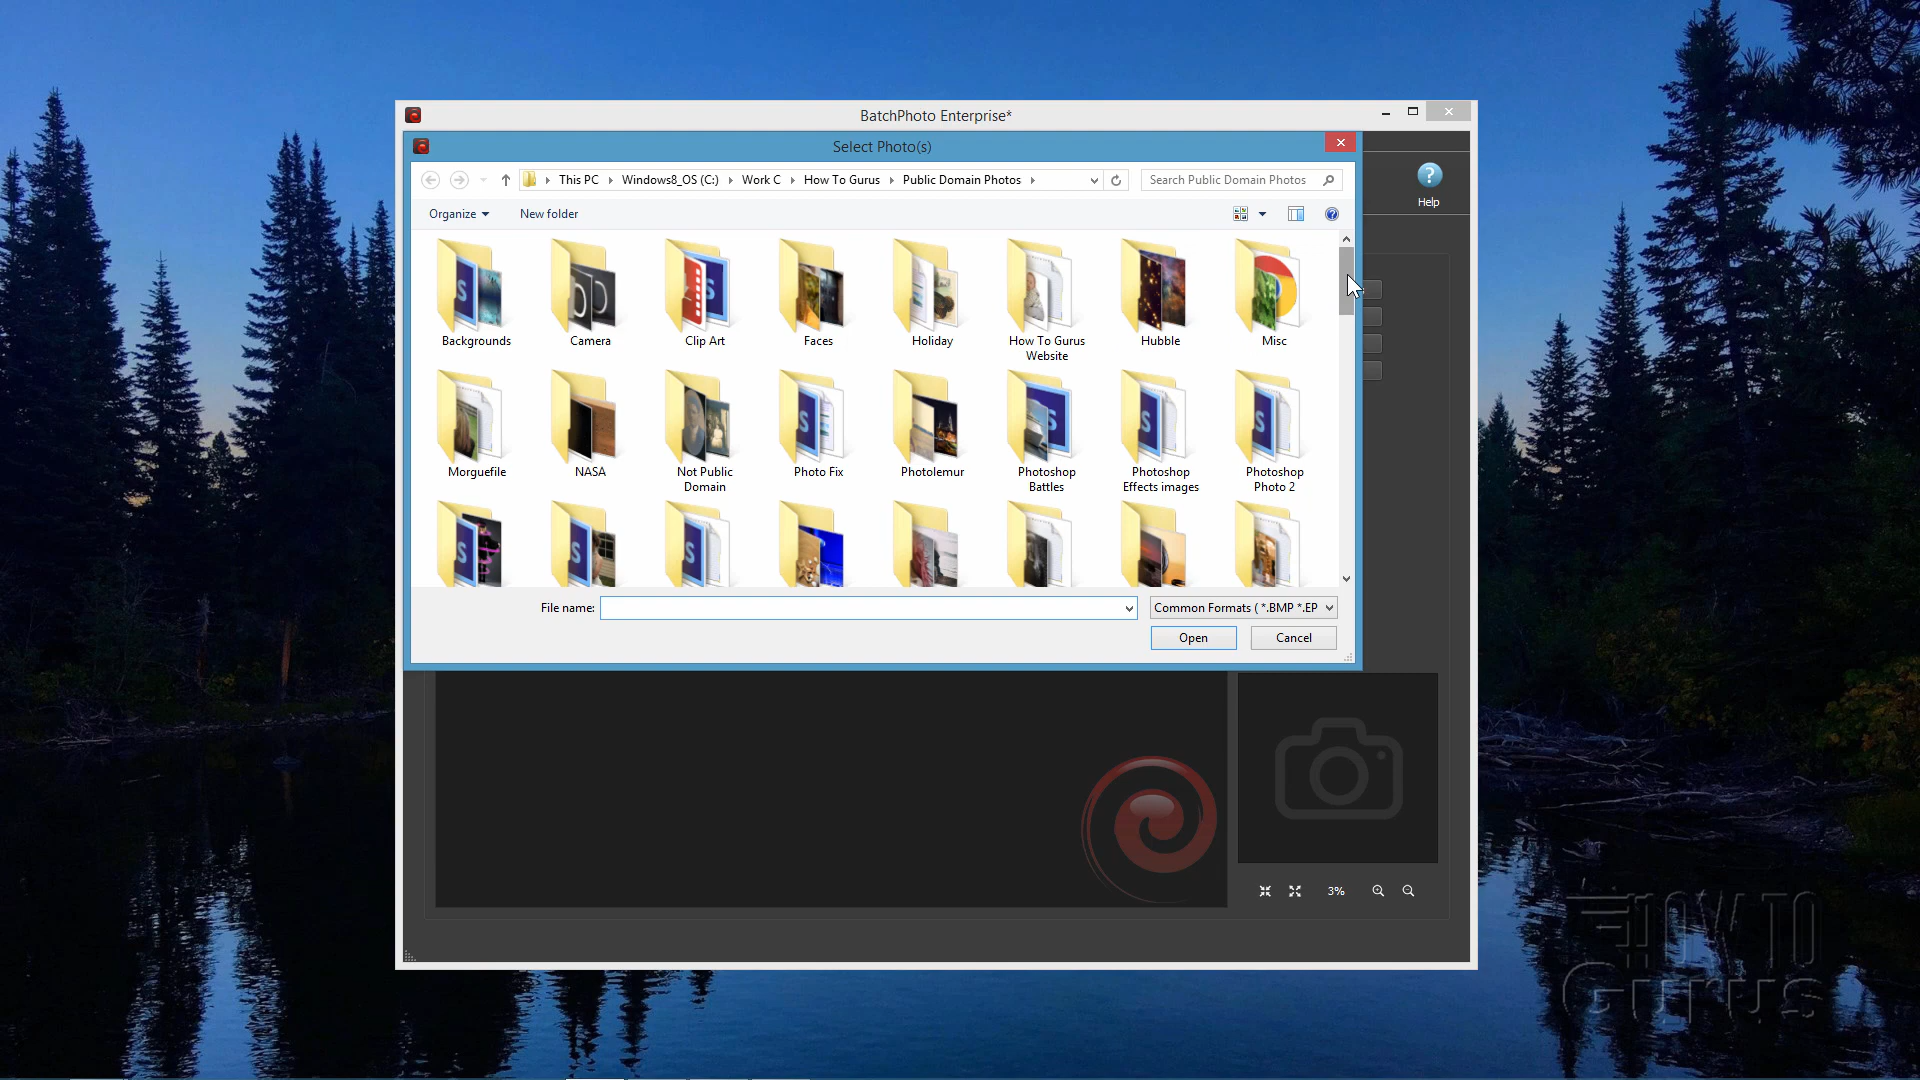 BatchPhoto Enterprise*
Select Photo(s)
This PC Windows8_OS (C:) Work C How To Gurus Public Domain Photos
Search Public Domain Photos
Help
Organize
New folder
Backgrounds
Camera
Clip Art
Faces
Holiday
How To Gurus
Website
Hubble
Misc
Morguefile
NASA
Not Public
Domain
Photo Fix
Photolemur
Photoshop
Battles
Photoshop
Effects images
Photoshop
Photo 2
File name:
Common Formats ( *.BMP *.EP
Open
Cancel
3%
HOW TO
Gurus